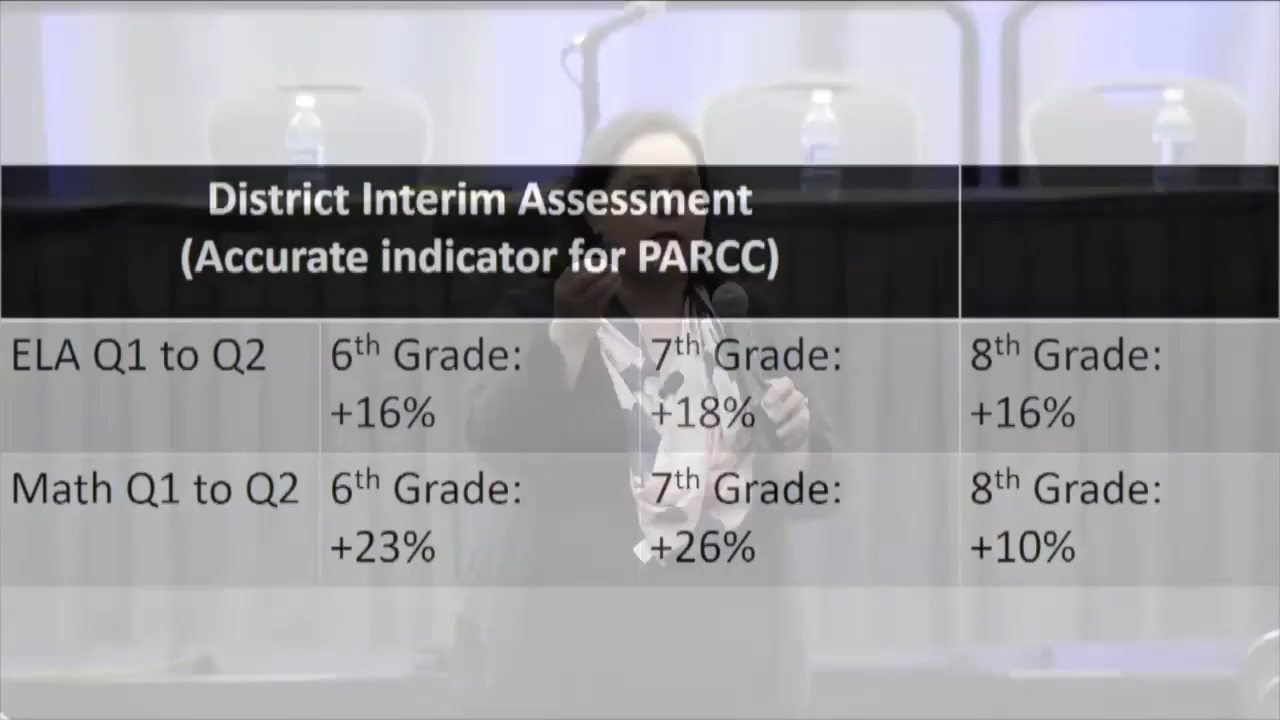 District Interim Assessment
(Accurate indicator for PARCC)
ELA Q1 to Q2
6th Grade:
+16%
7th Grade:
+18%
8th Grade:
+16%
Math Q1 to Q2
6th Grade:
+23%
7th Grade:
+26%
8th Grade:
+10%